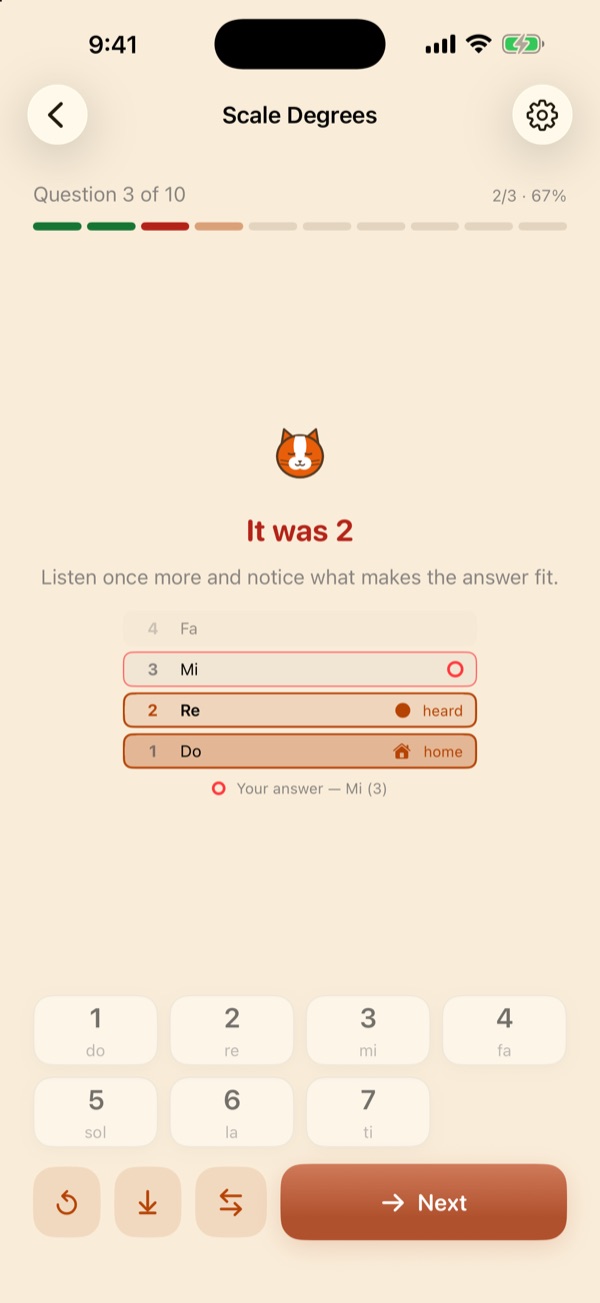 9:41
Scale Degrees
Question 3 of 10
2/3 · 67%
It was 2
Listen once more and notice what makes the answer fit.
4 Fa
3 Mi
2 Re heard
1 Do home
Your answer — Mi (3)
1 2 3 4
do re mi fa
5 6 7
sol la ti
Next